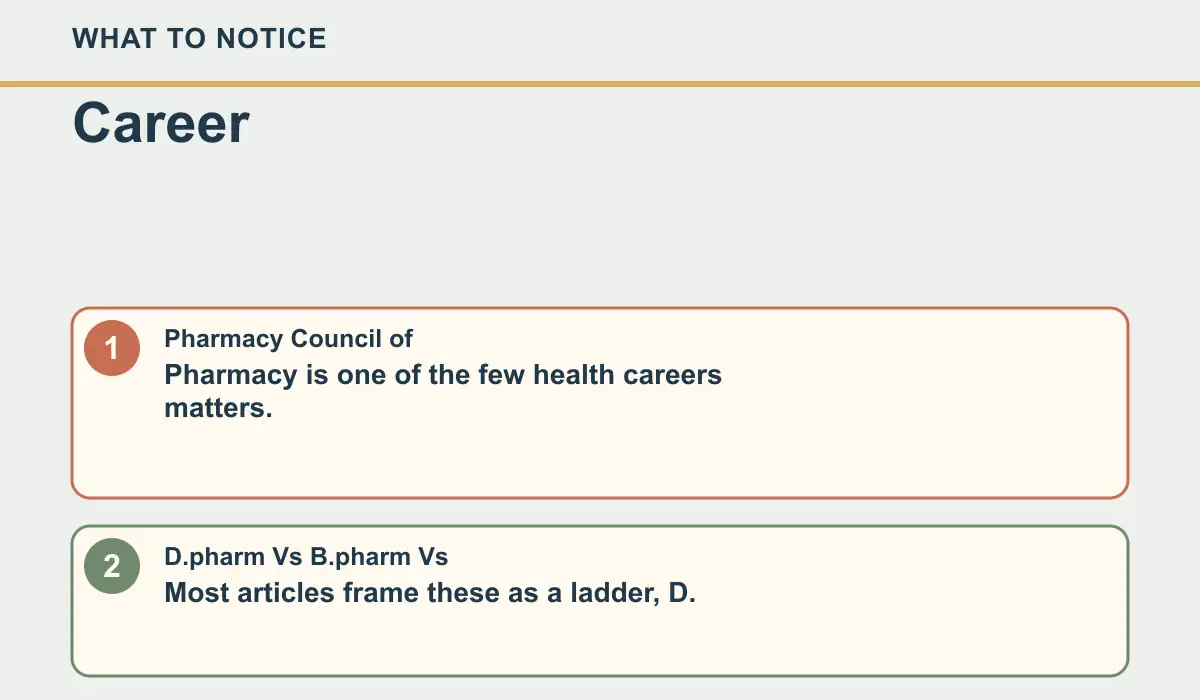 WHAT TO NOTICE
Career
1
Pharmacy Council of
Pharmacy is one of the few health careers
matters.
2
D.pharm Vs B.pharm Vs
Most articles frame these as a ladder, D.